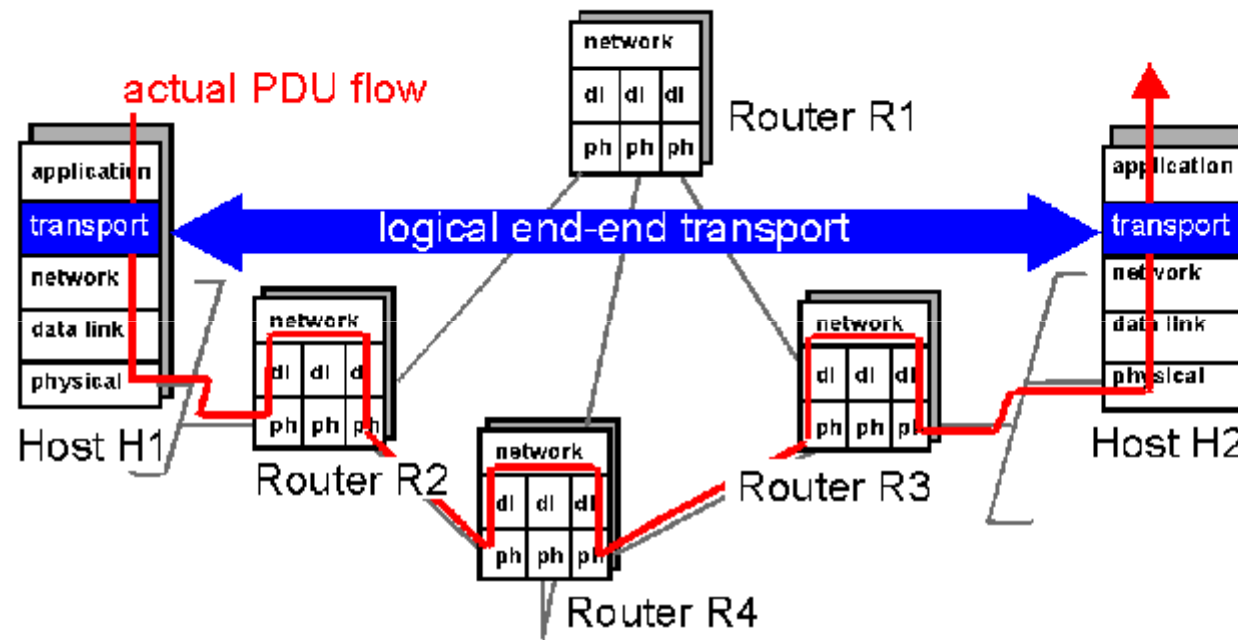 network
dl dl dl
ph ph ph
Router R1
actual PDU flow
application
transport
network
data link
physical
Host H1
logical end-end transport
application
transport
network
data link
physical
Host H2
network
dl dl dl
ph ph ph
Router R2
network
dl dl dl
ph ph ph
Router R3
network
dl dl dl
ph ph ph
Router R4